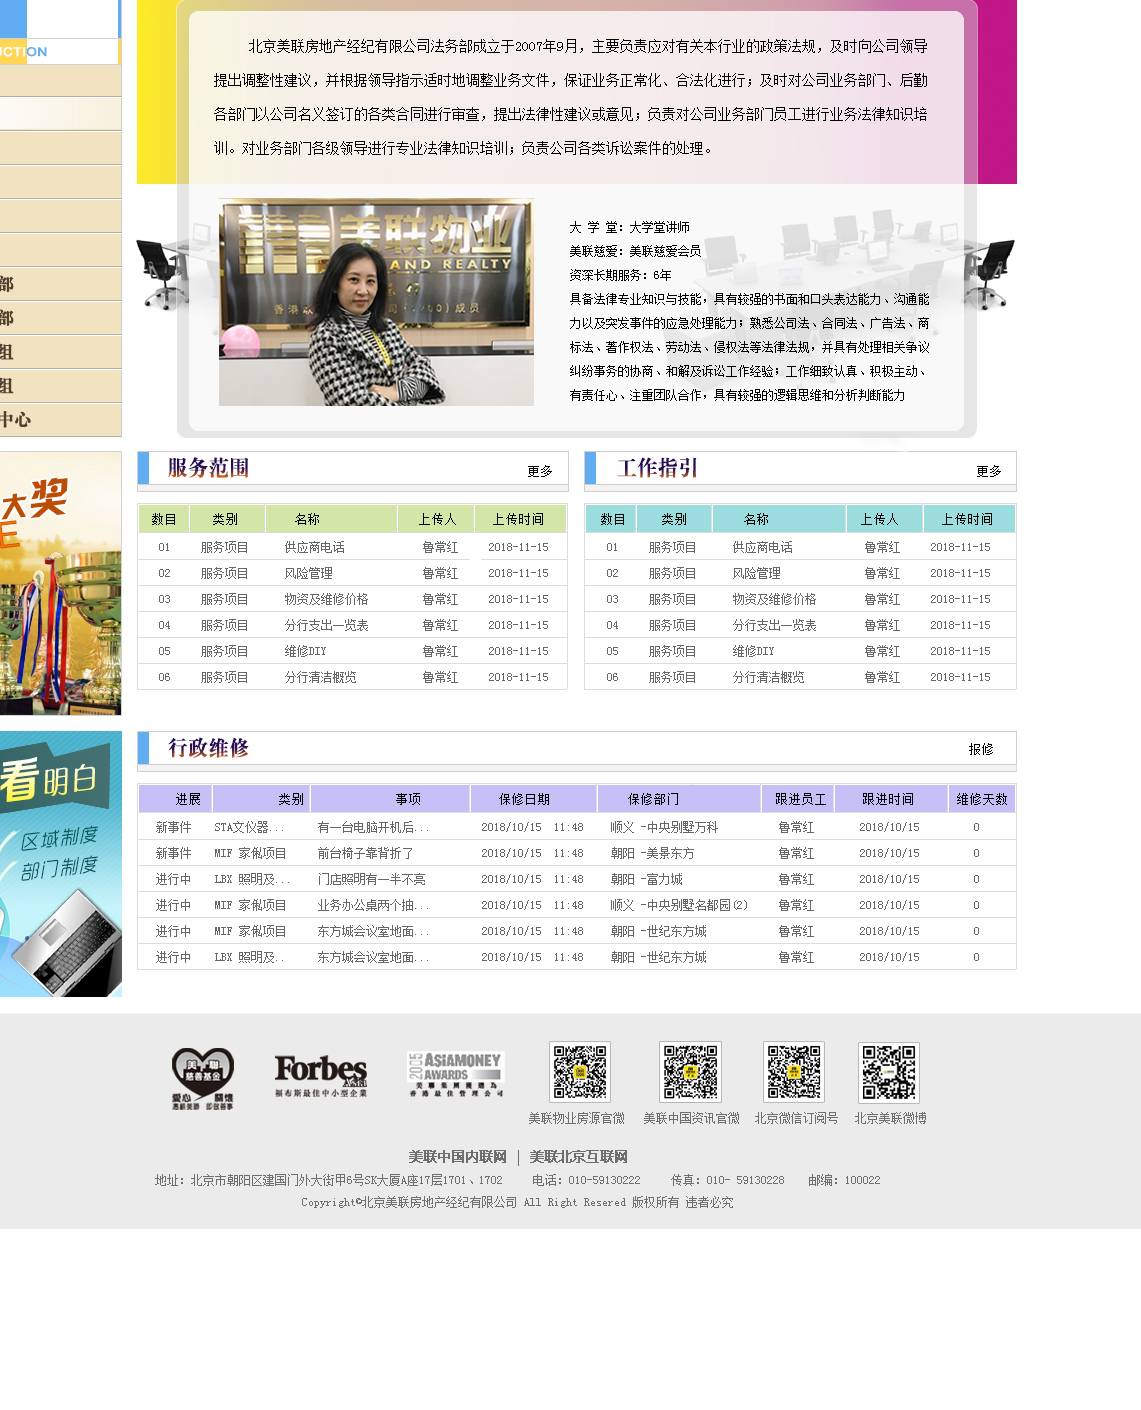 UCTION
北京美联房地产经纪有限公司法务部成立于2007年9月，主要负责应对有关本行业的政策法规，及时向公司领导
提出调整性建议，并根据领导指示适时地调整业务文件，保证业务正常化、合法化进行；及时对公司业务部门、后勤
各部门以公司名义签订的各类合同进行审查，提出法律性建议或意见；负责对公司业务部门员工进行业务法律知识培
训。对业务部门各级领导进行专业法律知识培训；负责公司各类诉讼案件的处理。
部
部
组
组
中心
美联物业
LAND REALTY
大 学 堂：大学堂讲师
美联慈爱：美联慈爱会员
资深长期服务：6年
具备法律专业知识与技能，具有较强的书面和口头表达能力、沟通能
力以及突发事件的应急处理能力；熟悉公司法、合同法、广告法、商
标法、著作权法、劳动法、侵权法等法律法规，并具有处理相关争议
纠纷事务的协商、和解及诉讼工作经验；工作细致认真、积极主动、
有责任心、注重团队合作，具有较强的逻辑思维和分析判断能力
大奖
E
服务范围 更多
数目 类别 名称 上传人 上传时间
01 服务项目 供应商电话 鲁常红 2018-11-15
02 服务项目 风险管理 鲁常红 2018-11-15
03 服务项目 物资及维修价格 鲁常红 2018-11-15
04 服务项目 分行支出一览表 鲁常红 2018-11-15
05 服务项目 维修DIY 鲁常红 2018-11-15
06 服务项目 分行清洁概览 鲁常红 2018-11-15
工作指引 更多
数目 类别 名称 上传人 上传时间
01 服务项目 供应商电话 鲁常红 2018-11-15
02 服务项目 风险管理 鲁常红 2018-11-15
03 服务项目 物资及维修价格 鲁常红 2018-11-15
04 服务项目 分行支出一览表 鲁常红 2018-11-15
05 服务项目 维修DIY 鲁常红 2018-11-15
06 服务项目 分行清洁概览 鲁常红 2018-11-15
看明白
区域制度
部门制度
行政维修 报修
进展 类别 事项 保修日期 保修部门 跟进员工 跟进时间 维修天数
新事件 STA文仪器... 有一台电脑开机后... 2018/10/15 11:48 顺义 -中央别墅万科 鲁常红 2018/10/15 0
新事件 MIF 家俬项目 前台椅子靠背折了 2018/10/15 11:48 朝阳 -美景东方 鲁常红 2018/10/15 0
进行中 LBX 照明及... 门店照明有一半不亮 2018/10/15 11:48 朝阳 -富力城 鲁常红 2018/10/15 0
进行中 MIF 家俬项目 业务办公桌两个抽... 2018/10/15 11:48 顺义 -中央别墅名都园(2) 鲁常红 2018/10/15 0
进行中 MIF 家俬项目 东方城会议室地面... 2018/10/15 11:48 朝阳 -世纪东方城 鲁常红 2018/10/15 0
进行中 LBX 照明及.. 东方城会议室地面... 2018/10/15 11:48 朝阳 -世纪东方城 鲁常红 2018/10/15 0
美聯
慈善基金
愛心 關懷
Forbes
Asia
福布斯最佳中小型企業
2005 ASIAMONEY
AWARDS
美聯集團獲贈為
香港最佳管理公司
美联物业房源官微 美联中国资讯官微 北京微信订阅号 北京美联微博
美联中国内联网 | 美联北京互联网
地址：北京市朝阳区建国门外大街甲6号SK大厦A座17层1701、1702 电话：010-59130222 传真：010- 59130228 邮编：100022
Copyright©北京美联房地产经纪有限公司 All Right Resered 版权所有 违者必究